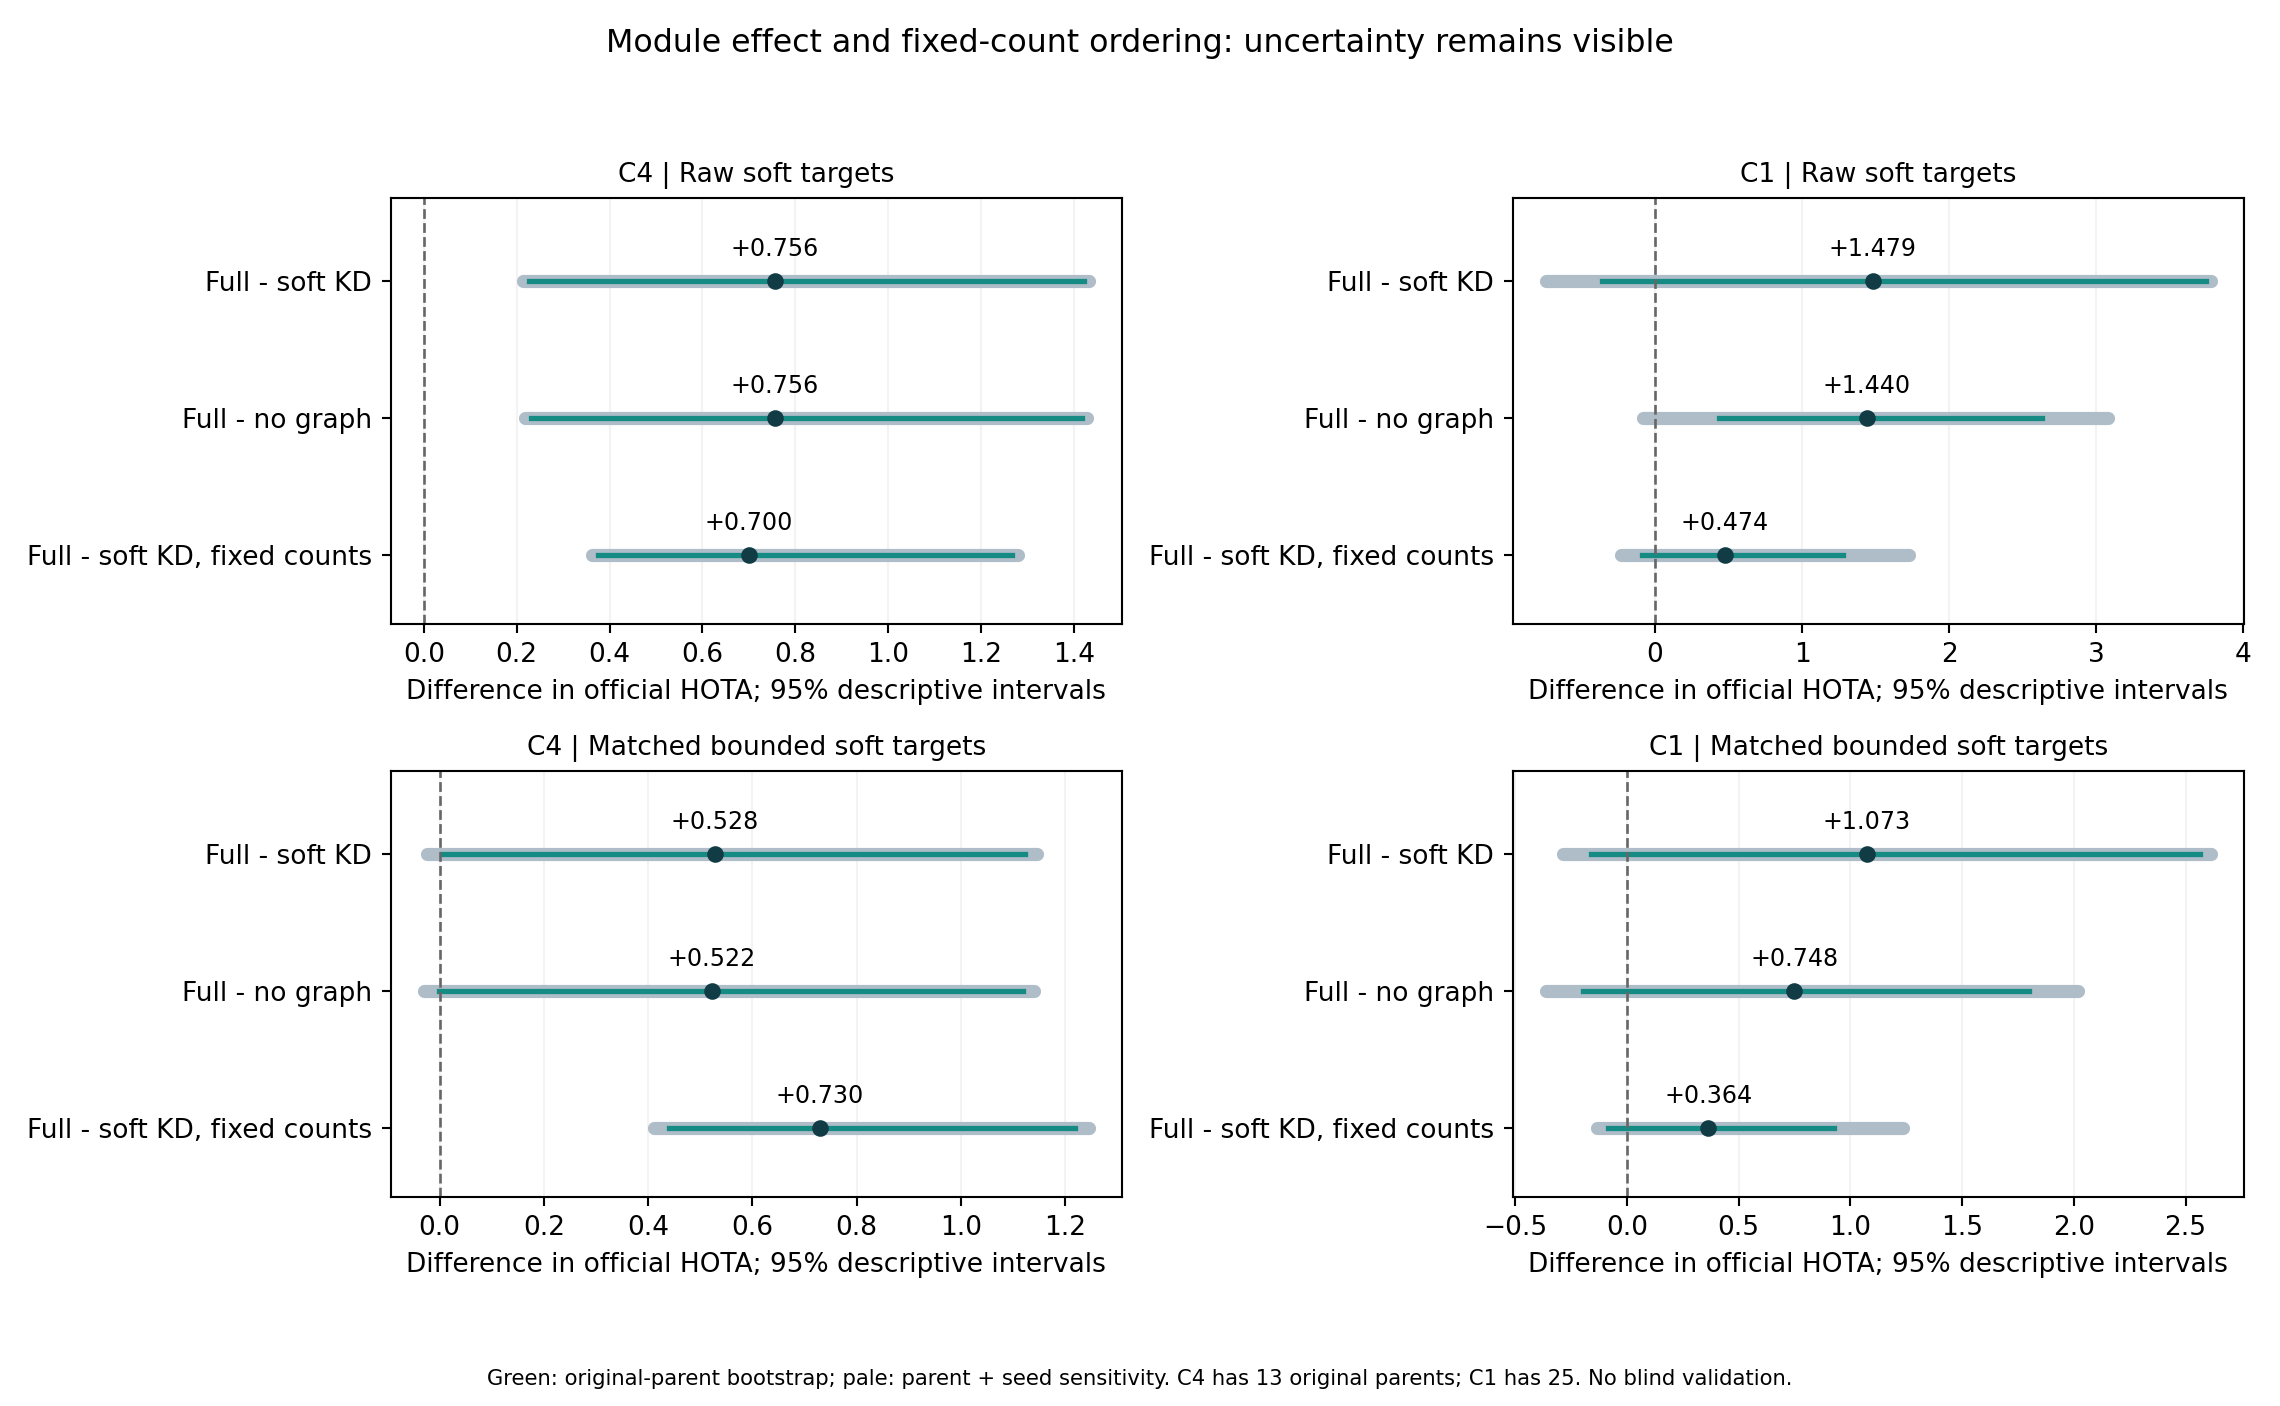 Module effect and fixed-count ordering: uncertainty remains visible
C4 | Raw soft targets
+0.756
Full - soft KD
+0.756
Full - no graph
+0.700
Full - soft KD, fixed counts
0.0 0.2 0.4 0.6 0.8 1.0 1.2 1.4
Difference in official HOTA; 95% descriptive intervals
C1 | Raw soft targets
+1.479
Full - soft KD
+1.440
Full - no graph
+0.474
Full - soft KD, fixed counts
0 1 2 3 4
Difference in official HOTA; 95% descriptive intervals
C4 | Matched bounded soft targets
+0.528
Full - soft KD
+0.522
Full - no graph
+0.730
Full - soft KD, fixed counts
0.0 0.2 0.4 0.6 0.8 1.0 1.2
Difference in official HOTA; 95% descriptive intervals
C1 | Matched bounded soft targets
+1.073
Full - soft KD
+0.748
Full - no graph
+0.364
Full - soft KD, fixed counts
−0.5 0.0 0.5 1.0 1.5 2.0 2.5
Difference in official HOTA; 95% descriptive intervals
Green: original-parent bootstrap; pale: parent + seed sensitivity. C4 has 13 original parents; C1 has 25. No blind validation.